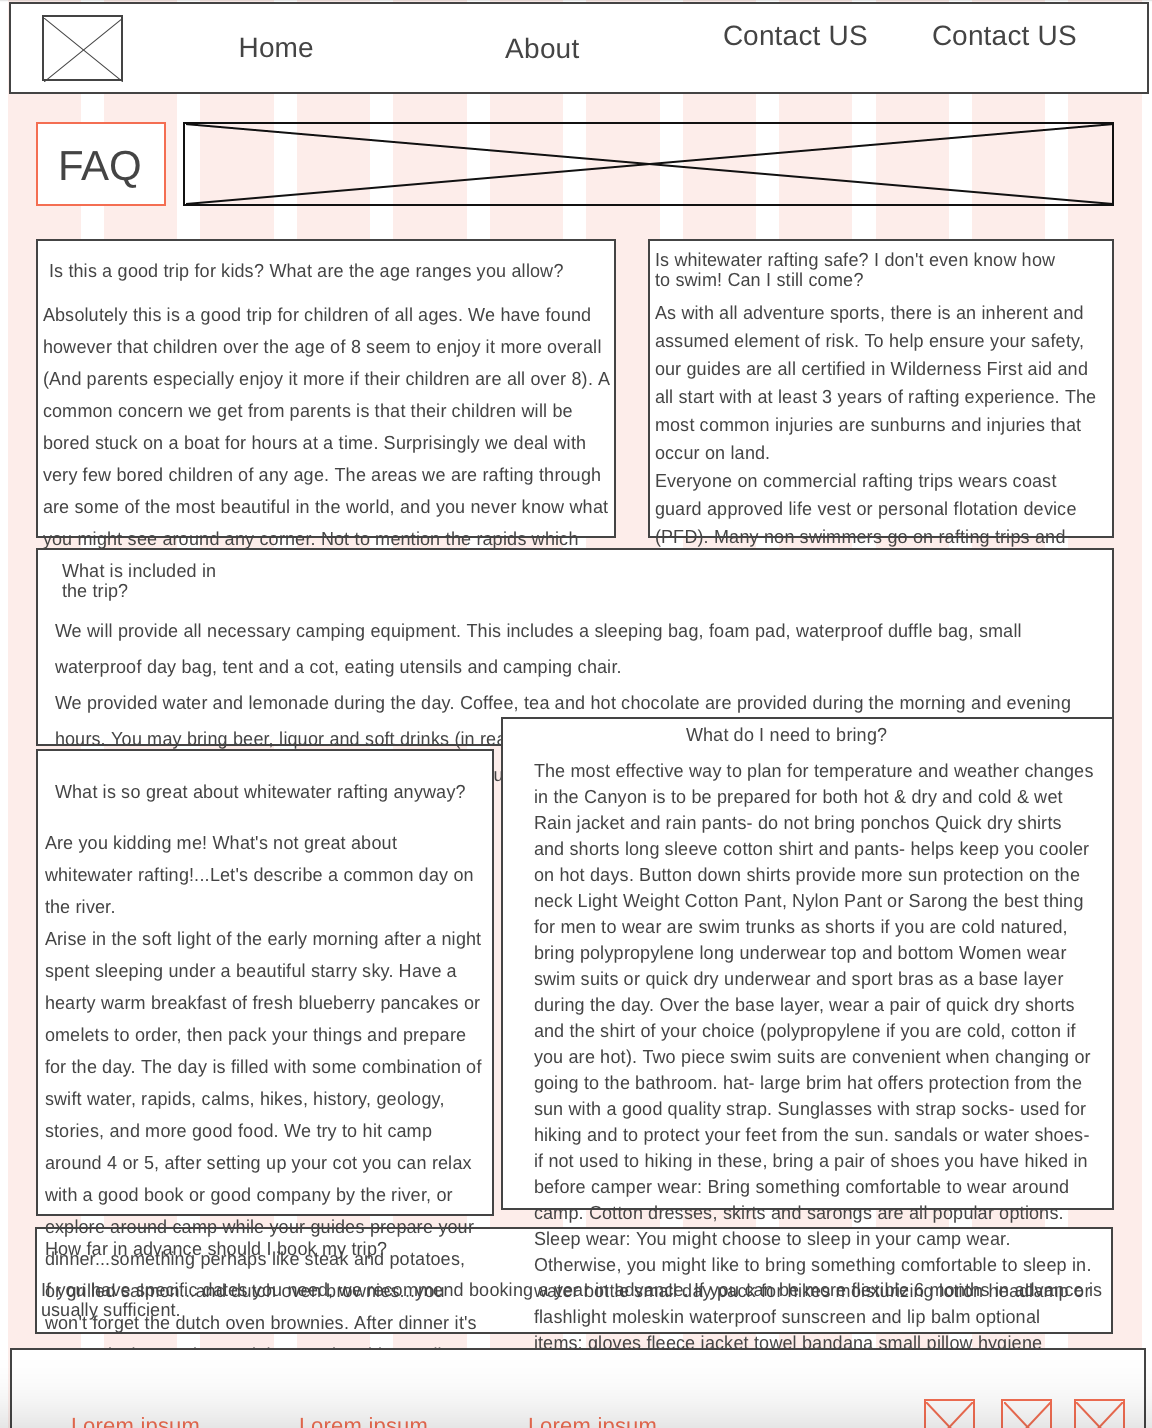 Home
About
Contact US
Contact US
FAQ
Is this a good trip for kids? What are the age ranges you allow?
Absolutely this is a good trip for children of all ages. We have found
however that children over the age of 8 seem to enjoy it more overall
(And parents especially enjoy it more if their children are all over 8). A
common concern we get from parents is that their children will be
bored stuck on a boat for hours at a time. Surprisingly we deal with
very few bored children of any age. The areas we are rafting through
are some of the most beautiful in the world, and you never know what
you might see around any corner. Not to mention the rapids which
Is whitewater rafting safe? I don't even know how
to swim! Can I still come?
As with all adventure sports, there is an inherent and
assumed element of risk. To help ensure your safety,
our guides are all certified in Wilderness First aid and
all start with at least 3 years of rafting experience. The
most common injuries are sunburns and injuries that
occur on land.
Everyone on commercial rafting trips wears coast
guard approved life vest or personal flotation device
(PFD). Many non swimmers go on rafting trips and
What is included in
the trip?
We will provide all necessary camping equipment. This includes a sleeping bag, foam pad, waterproof duffle bag, small
waterproof day bag, tent and a cot, eating utensils and camping chair.
We provided water and lemonade during the day. Coffee, tea and hot chocolate are provided during the morning and evening
hours. You may bring beer, liquor and soft drinks (in
What is so great about whitewater rafting anyway?
Are you kidding me! What's not great about
whitewater rafting!...Let's describe a common day on
the river.
Arise in the soft light of the early morning after a night
spent sleeping under a beautiful starry sky. Have a
hearty warm breakfast of fresh blueberry pancakes or
omelets to order, then pack your things and prepare
for the day. The day is filled with some combination of
swift water, rapids, calms, hikes, history, geology,
stories, and more good food. We try to hit camp
around 4 or 5, after setting up your cot you can relax
with a good book or good company by the river, or
explore around camp while your guides prepare your
dinner...something perhaps like steak and potatoes,
or grilled salmon...and dutch oven brownies...you
won't forget the dutch oven brownies. After dinner it's
What do I need to bring?
The most effective way to plan for temperature and weather changes
in the Canyon is to be prepared for both hot & dry and cold & wet
Rain jacket and rain pants- do not bring ponchos Quick dry shirts
and shorts long sleeve cotton shirt and pants- helps keep you cooler
on hot days. Button down shirts provide more sun protection on the
neck Light Weight Cotton Pant, Nylon Pant or Sarong the best thing
for men to wear are swim trunks as shorts if you are cold natured,
bring polypropylene long underwear top and bottom Women wear
swim suits or quick dry underwear and sport bras as a base layer
during the day. Over the base layer, wear a pair of quick dry shorts
and the shirt of your choice (polypropylene if you are cold, cotton if
you are hot). Two piece swim suits are convenient when changing or
going to the bathroom. hat- large brim hat offers protection from the
sun with a good quality strap. Sunglasses with strap socks- used for
hiking and to protect your feet from the sun. sandals or water shoes-
if not used to hiking in these, bring a pair of shoes you have hiked in
before camper wear: Bring something comfortable to wear around
camp. Cotton dresses, skirts and sarongs are all popular options.
Sleep wear: You might choose to sleep in your camp wear.
Otherwise, you might like to bring something comfortable to sleep in.
water bottle small day pack for hikes moisturizing lotion headlamp or
flashlight moleskin waterproof sunscreen and lip balm optional
items: gloves fleece jacket towel bandana small pillow hygiene
How far in advance should I book my trip?
If you have specific dates you need, we recommend booking a year in advance. If you can be more flexible 6 months in advance is
usually sufficient.
Lorem ipsum
Lorem ipsum
Lorem ipsum